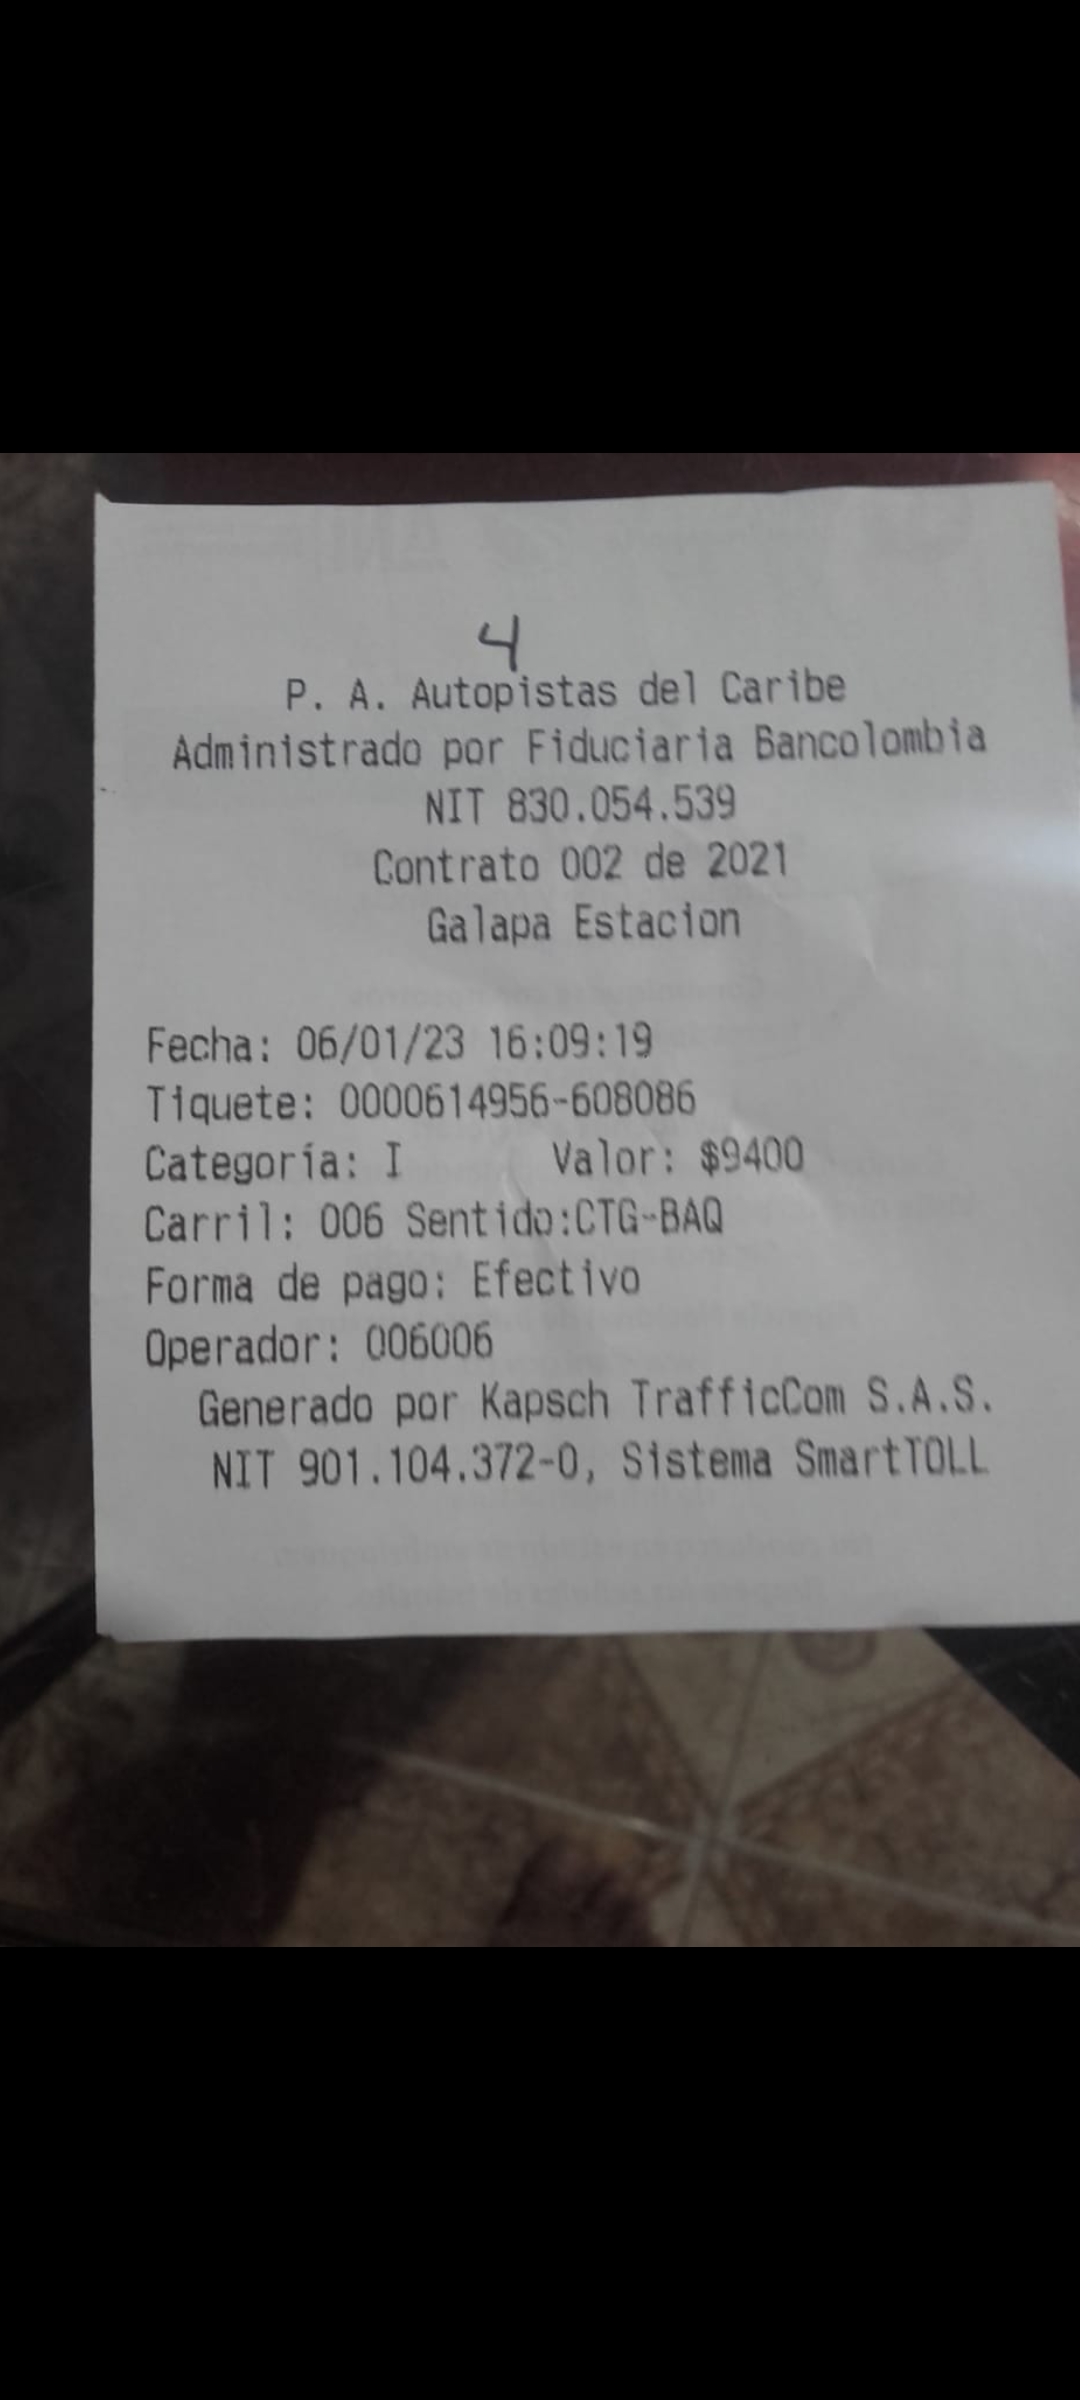 4
P. A. Autopistas del Caribe
Administrado por Fiduciaria Bancolombia
NIT 830.054.539
Contrato 002 de 2021
Galapa Estacion
Fecha: 06/01/23 16:09:19
Tiquete: 0000614956-608086
Categoría: I Valor: $9400
Carril: 006 Sentido:CTG-BAQ
Forma de pago: Efectivo
Operador: 006006
Generado por Kapsch TrafficCom S.A.S.
NIT 901.104.372-0, Sistema SmartTOLL